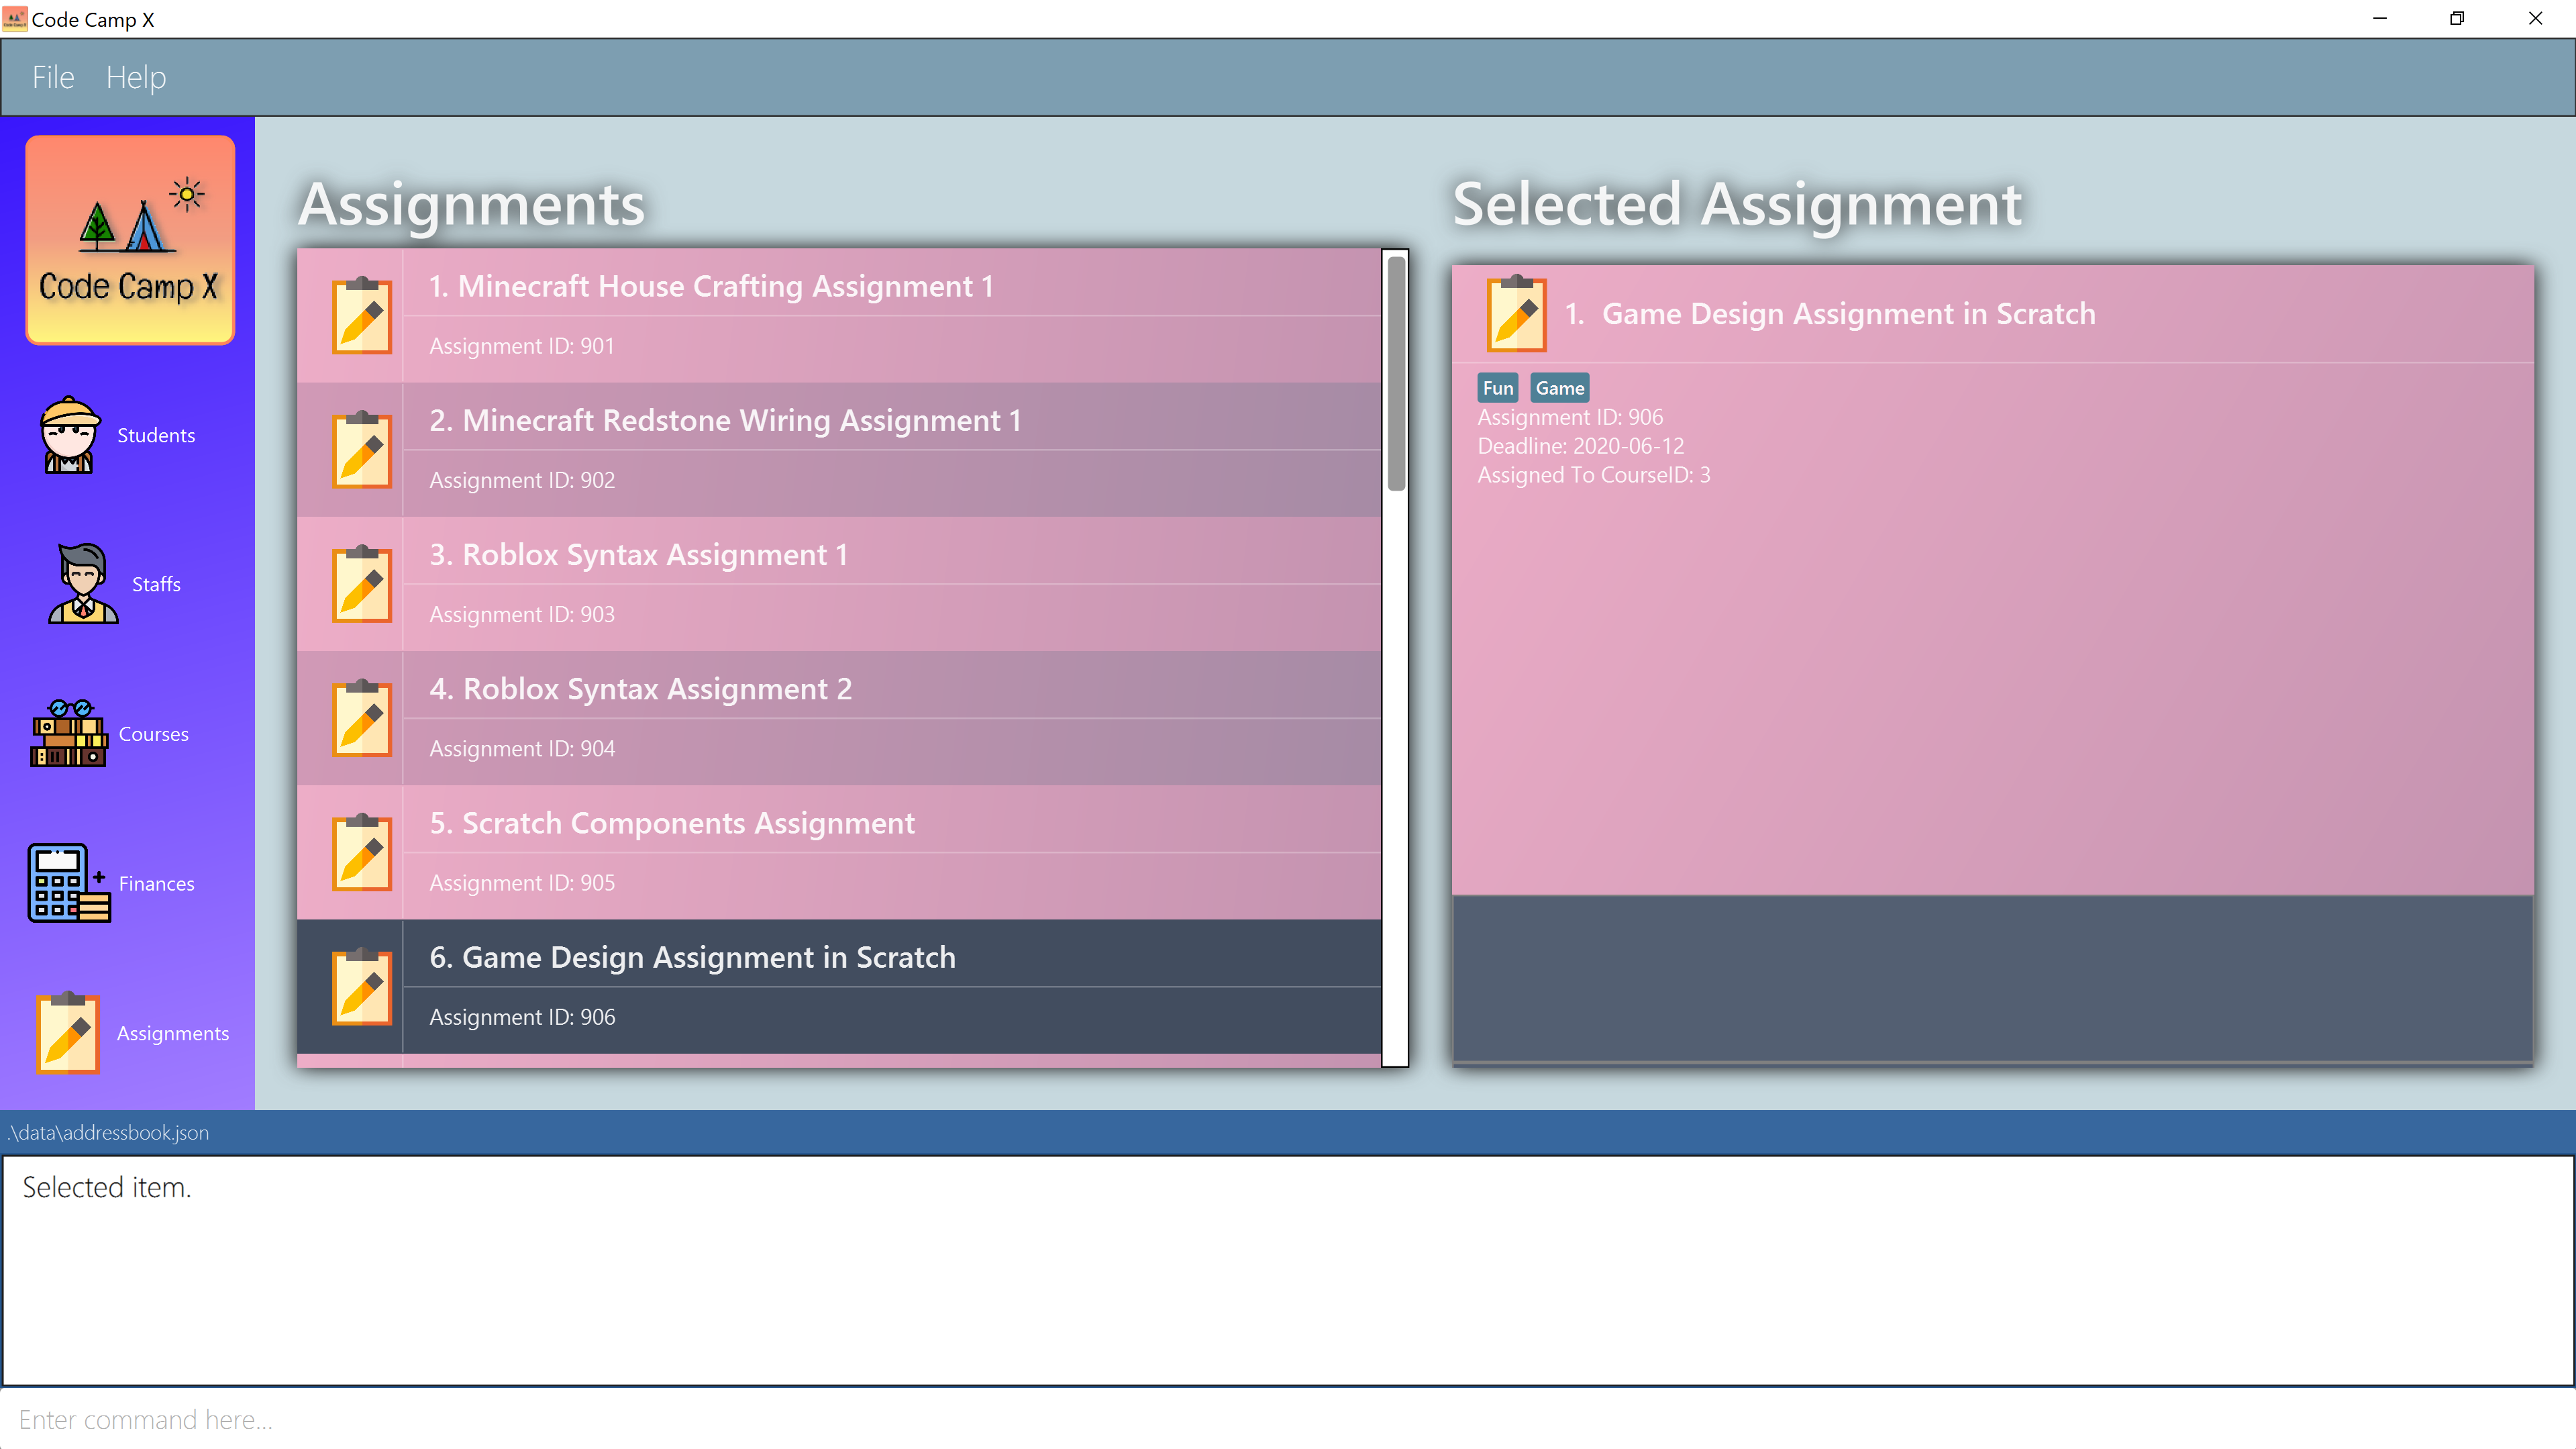 Code Camp X
File Help
Code Camp X
Students
Staffs
Courses
Finances
Assignments
Assignments
1. Minecraft House Crafting Assignment 1
Assignment ID: 901
2. Minecraft Redstone Wiring Assignment 1
Assignment ID: 902
3. Roblox Syntax Assignment 1
Assignment ID: 903
4. Roblox Syntax Assignment 2
Assignment ID: 904
5. Scratch Components Assignment
Assignment ID: 905
6. Game Design Assignment in Scratch
Assignment ID: 906
Selected Assignment
1. Game Design Assignment in Scratch
Fun Game
Assignment ID: 906
Deadline: 2020-06-12
Assigned To CourseID: 3
.\data\addressbook.json
Selected item.
Enter command here...